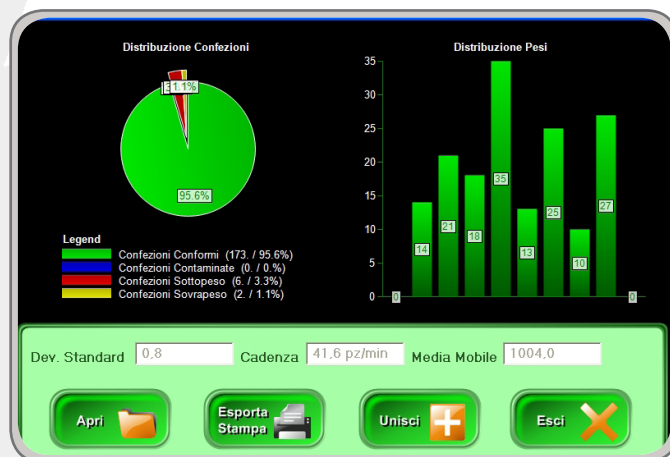 Distribuzione Confezioni
1.1%
95.6%
Legend
Confezioni Conformi (173. / 95.6%)
Confezioni Contaminate (0. / 0.%)
Confezioni Sottopeso (6. / 3.3%)
Confezioni Sovrapeso (2. / 1.1%)
Distribuzione Pesi
35
30
25
20
15
10
5
0
0
14
21
18
35
13
25
10
27
0
Dev. Standard 0,8 Cadenza 41,6 pz/min Media Mobile 1004,0
Apri
Esporta
Stampa
Unisci
Esci